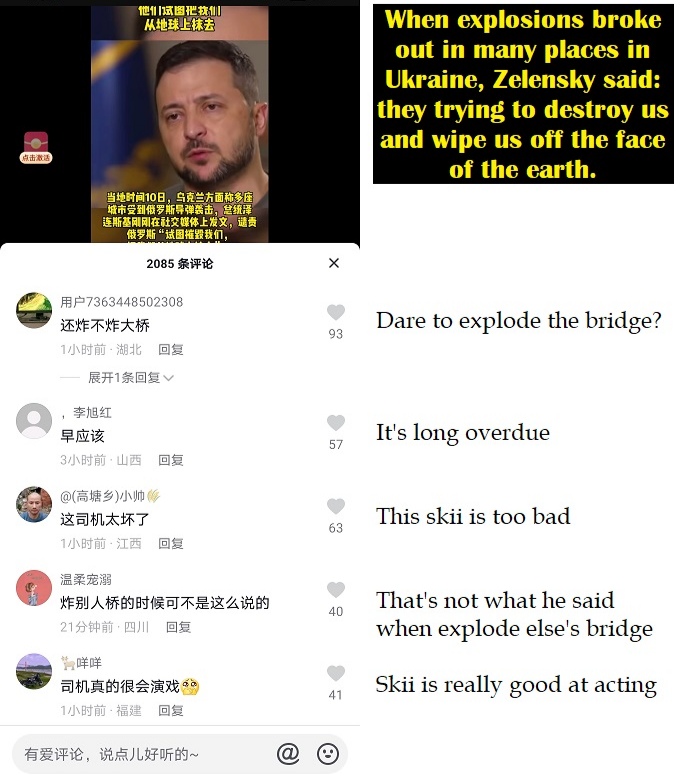 他们试图把我们
从地球上抹去
点击激活
当地时间10日，乌克兰方面称多座
城市受到俄罗斯导弹袭击，总统泽
连斯基刚刚在社交媒体上发文，谴责
俄罗斯“试图摧毁我们，
2085 条评论
用户7363448502308
还炸不炸大桥
1小时前 · 湖北 回复
93
展开1条回复
，李旭红
早应该
3小时前 · 山西 回复
57
@(高塘乡)小帅
这司机太坏了
1小时前 · 江西 回复
63
温柔宠溺
炸别人桥的时候可不是这么说的
21分钟前 · 四川 回复
40
咩咩
司机真的很会演戏
1小时前 · 福建 回复
41
有爱评论，说点儿好听的~
When explosions broke
out in many places in
Ukraine, Zelensky said:
they trying to destroy us
and wipe us off the face
of the earth.
Dare to explode the bridge?
It's long overdue
This skii is too bad
That's not what he said
when explode else's bridge
Skii is really good at acting